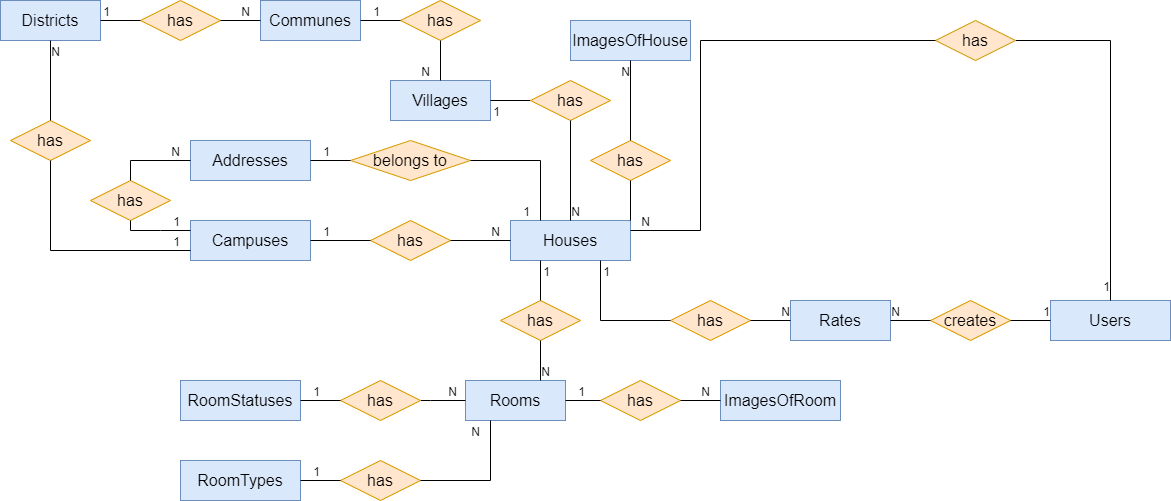 Districts 1 has N Communes 1 has
N
N
ImagesOfHouse
N
has
Villages 1 has
has
Addresses 1 belongs to
N
has
has
1
1
Campuses 1 has N Houses
1 N
N
1 1
1
has has N Rates N creates 1 Users
N
RoomStatuses 1 has N Rooms 1 has N ImagesOfRoom
N
RoomTypes 1 has